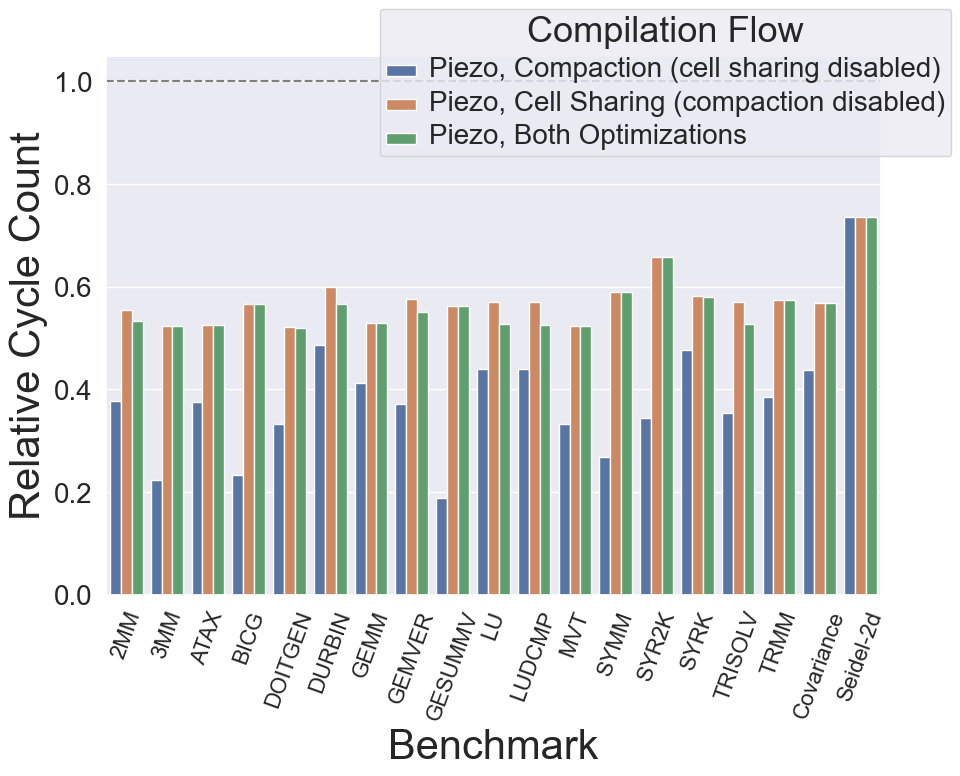 Compilation Flow
Piezo, Compaction (cell sharing disabled)
Piezo, Cell Sharing (compaction disabled)
Piezo, Both Optimizations
Relative Cycle Count
1.0
0.8
0.6
0.4
0.2
0.0
2MM
3MM
ATAX
BICG
DOITGEN
DURBIN
GEMM
GEMVER
GESUMMV
LU
LUDCMP
MVT
SYMM
SYR2K
SYRK
TRISOLV
TRMM
Covariance
Seidel-2d
Benchmark